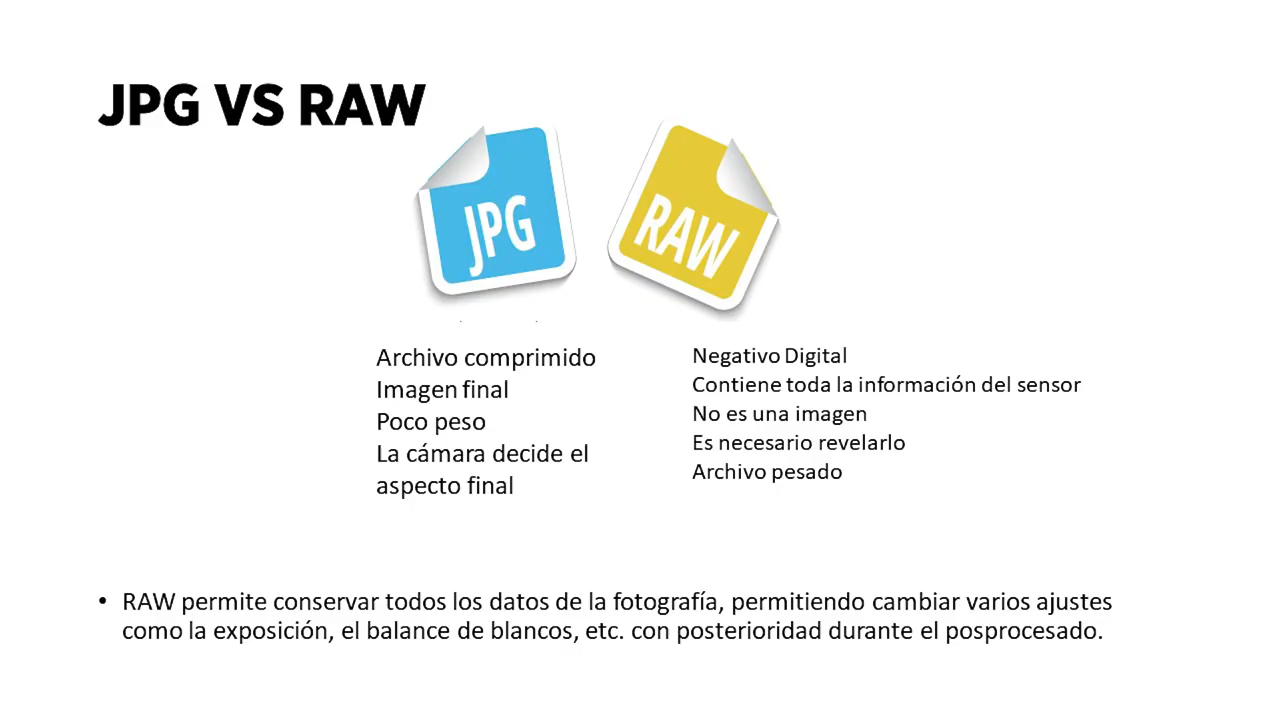 JPG VS RAW
JPG
RAW
Archivo comprimido
Imagen final
Poco peso
La cámara decide el
aspecto final
Negativo Digital
Contiene toda la información del sensor
No es una imagen
Es necesario revelarlo
Archivo pesado
• RAW permite conservar todos los datos de la fotografía, permitiendo cambiar varios ajustes
como la exposición, el balance de blancos, etc. con posterioridad durante el posprocesado.